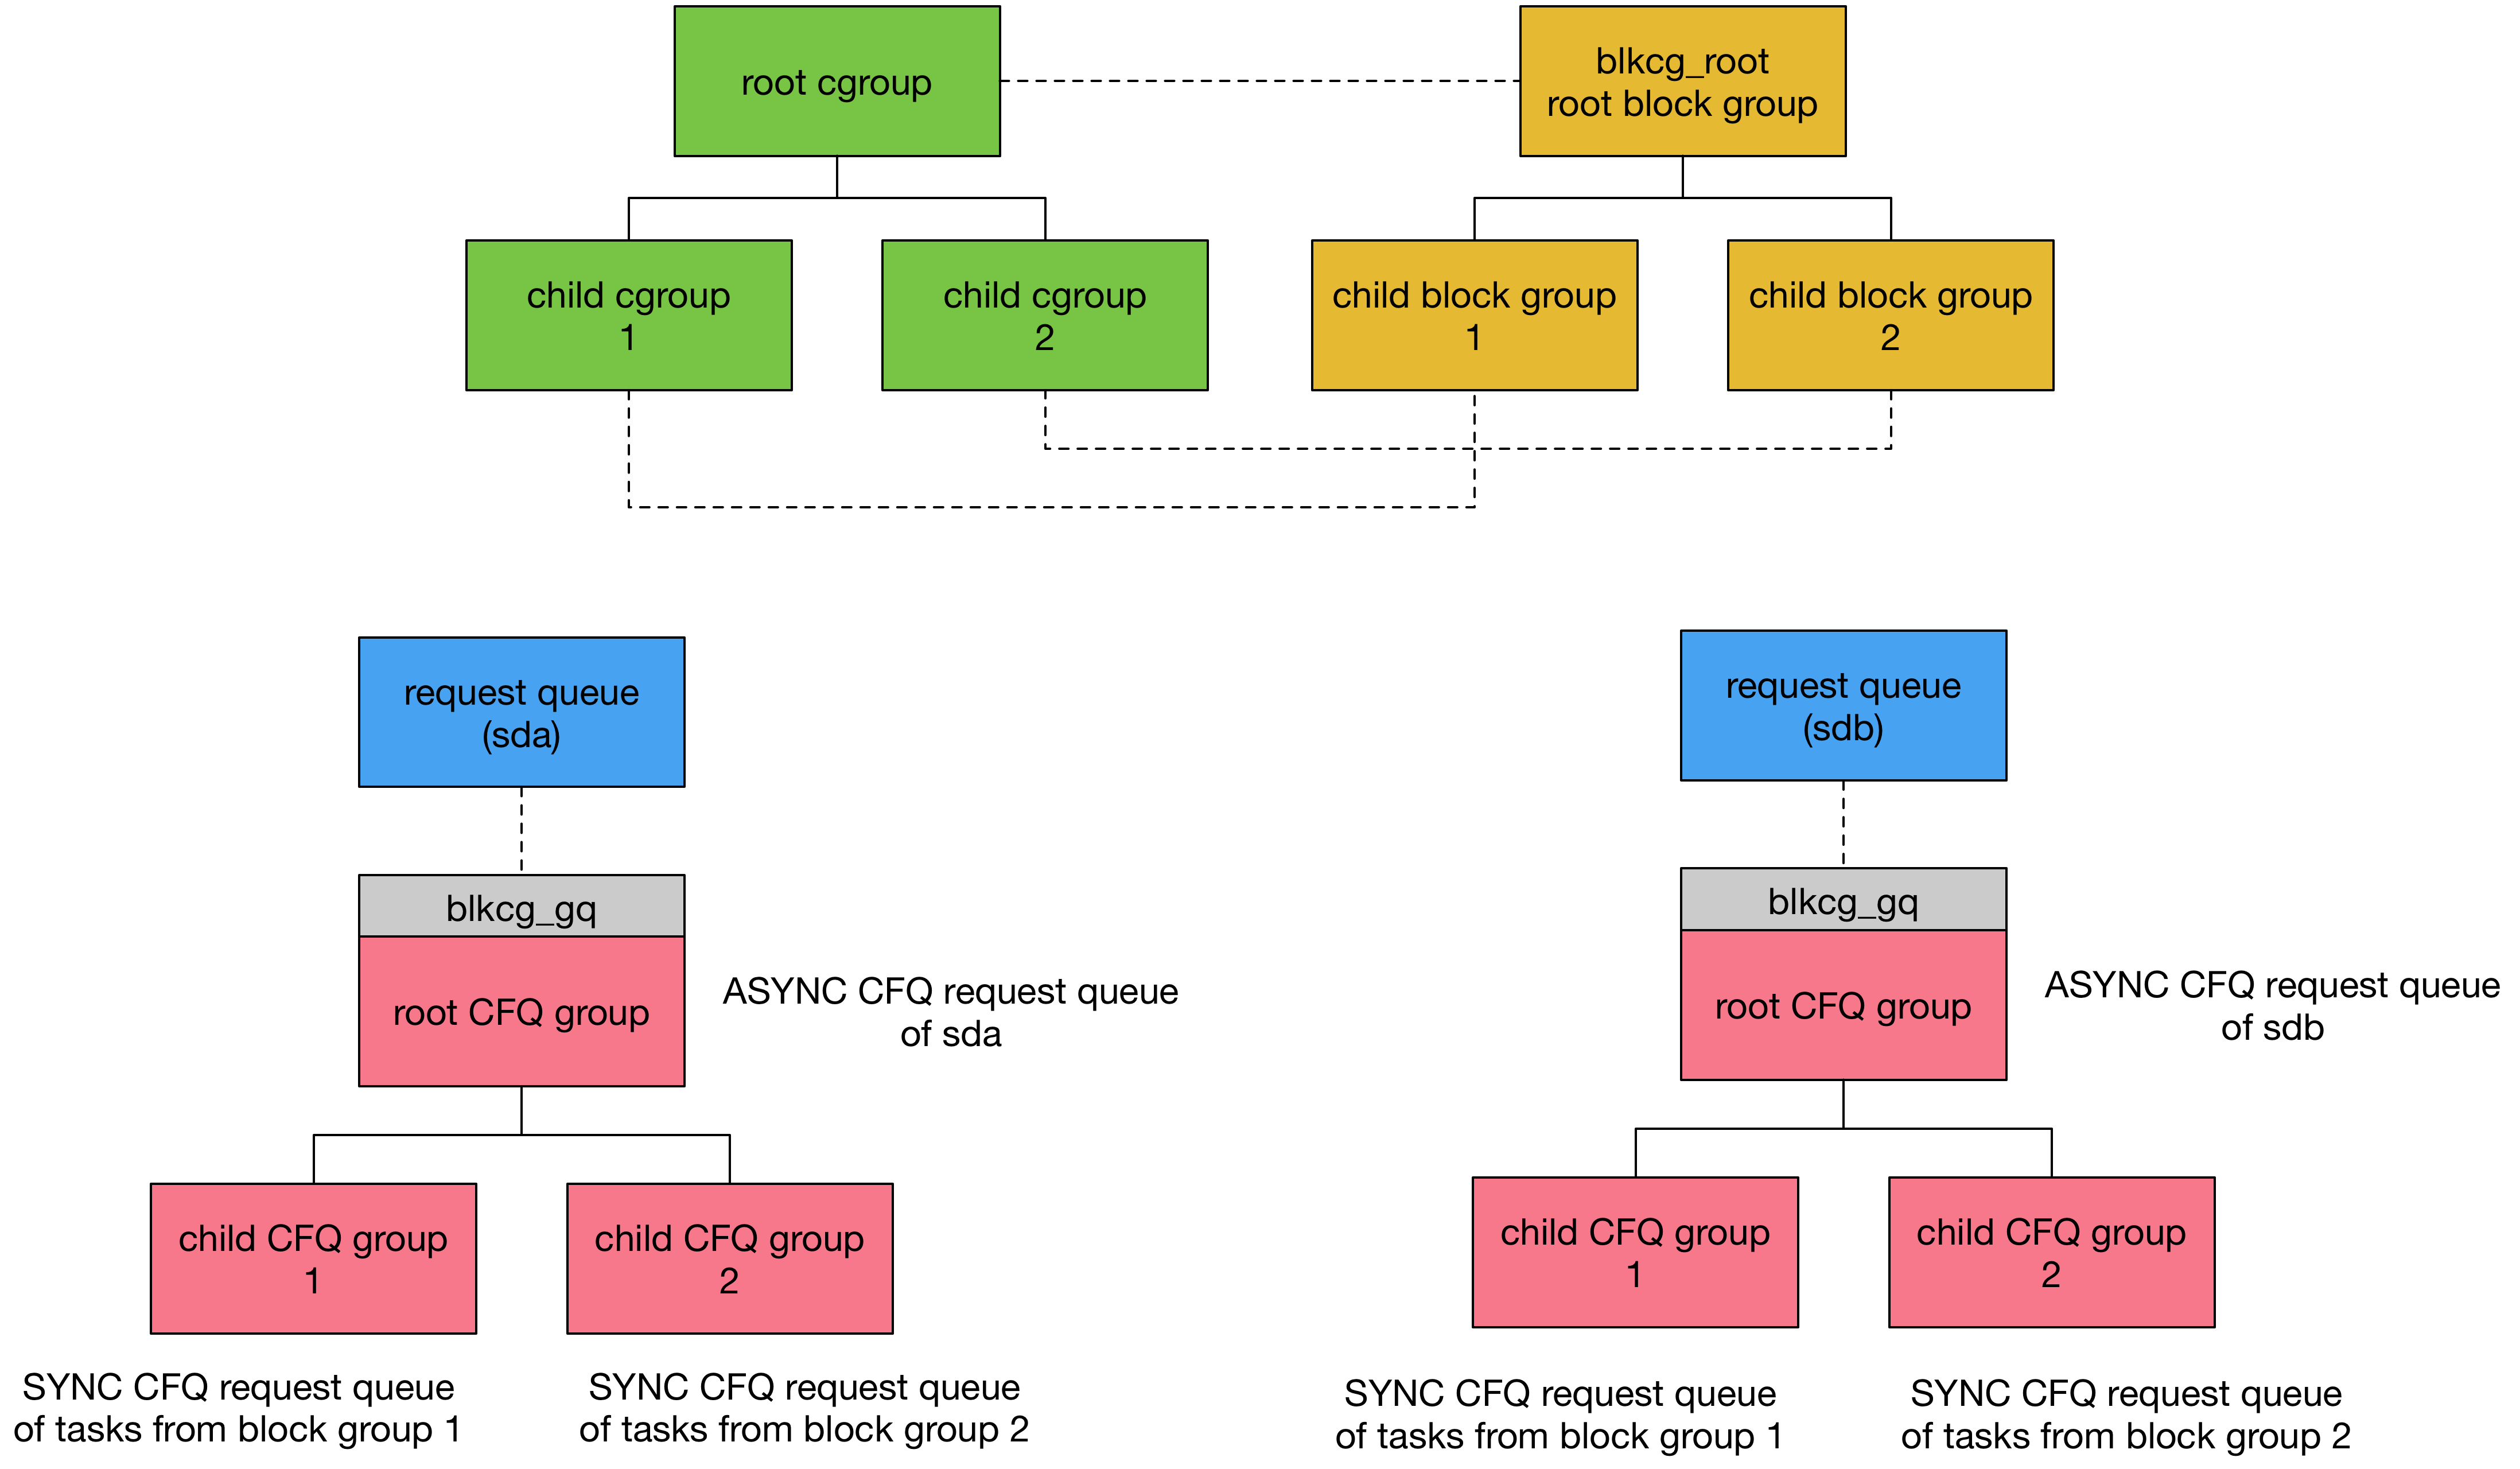 root cgroup
blkcg_root
root block group
child cgroup
1
child cgroup
2
child block group
1
child block group
2
request queue
(sda)
request queue
(sdb)
blkcg_gq
root CFQ group
ASYNC CFQ request queue
of sda
blkcg_gq
root CFQ group
ASYNC CFQ request queue
of sdb
child CFQ group
1
child CFQ group
2
child CFQ group
1
child CFQ group
2
SYNC CFQ request queue
of tasks from block group 1
SYNC CFQ request queue
of tasks from block group 2
SYNC CFQ request queue
of tasks from block group 1
SYNC CFQ request queue
of tasks from block group 2